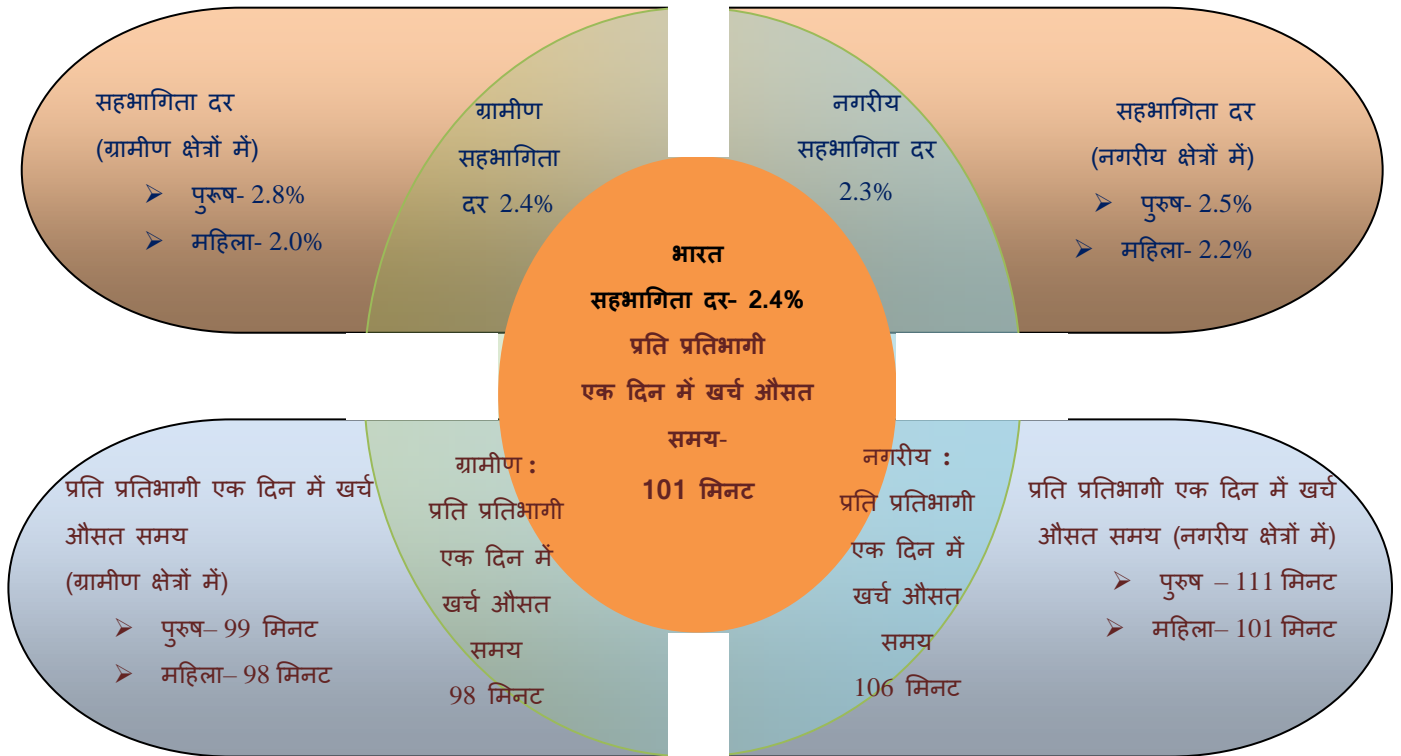 सहभागिता दर
(ग्रामीण क्षेत्रों में)
➢ पुरूष- 2.8%
➢ महिला- 2.0%
ग्रामीण
सहभागिता
दर 2.4%
नगरीय
सहभागिता दर
2.3%
सहभागिता दर
(नगरीय क्षेत्रों में)
➢ पुरुष- 2.5%
➢ महिला- 2.2%
भारत
सहभागिता दर- 2.4%
प्रति प्रतिभागी
एक दिन में खर्च औसत
समय-
101 मिनट
प्रति प्रतिभागी एक दिन में खर्च
औसत समय
(ग्रामीण क्षेत्रों में)
➢ पुरुष– 99 मिनट
➢ महिला– 98 मिनट
ग्रामीण :
प्रति प्रतिभागी
एक दिन में
खर्च औसत
समय
98 मिनट
नगरीय :
प्रति प्रतिभागी
एक दिन में
खर्च औसत
समय
106 मिनट
प्रति प्रतिभागी एक दिन में खर्च
औसत समय (नगरीय क्षेत्रों में)
➢ पुरुष – 111 मिनट
➢ महिला– 101 मिनट